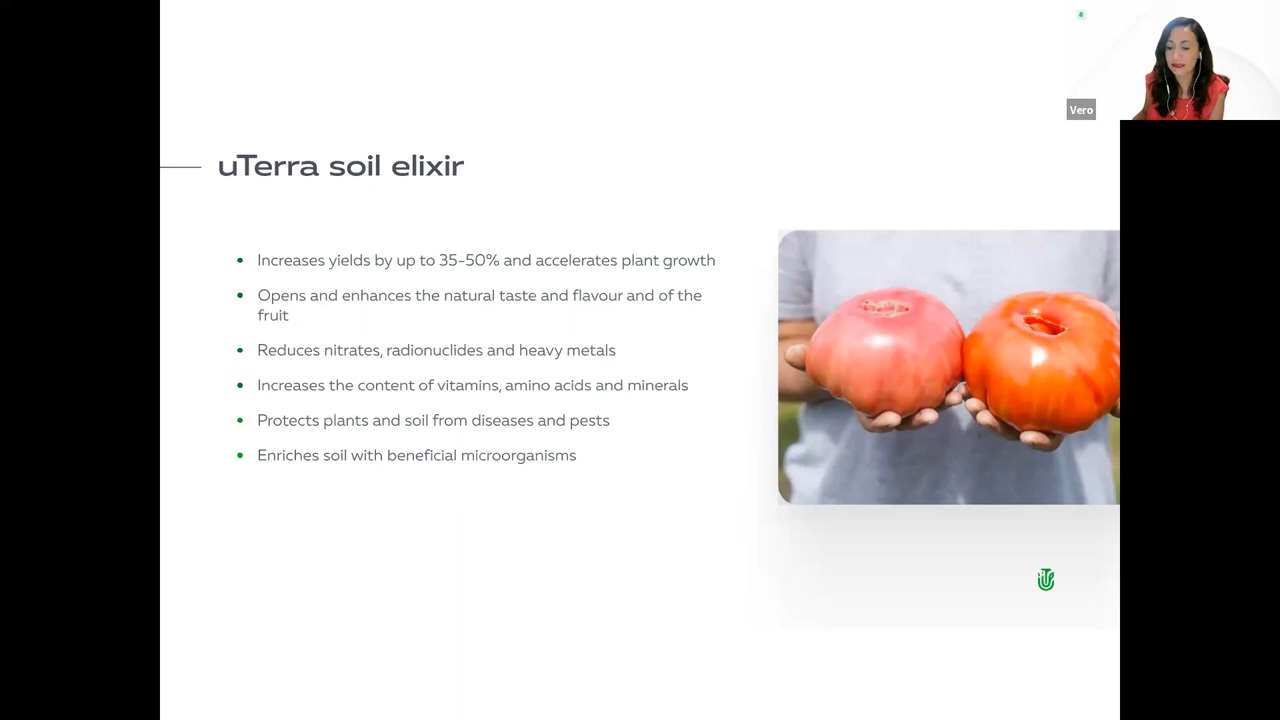 Vero
uTerra soil elixir
Increases yields by up to 35-50% and accelerates plant growth
Opens and enhances the natural taste and flavour and of the
fruit
Reduces nitrates, radionuclides and heavy metals
Increases the content of vitamins, amino acids and minerals
Protects plants and soil from diseases and pests
Enriches soil with beneficial microorganisms